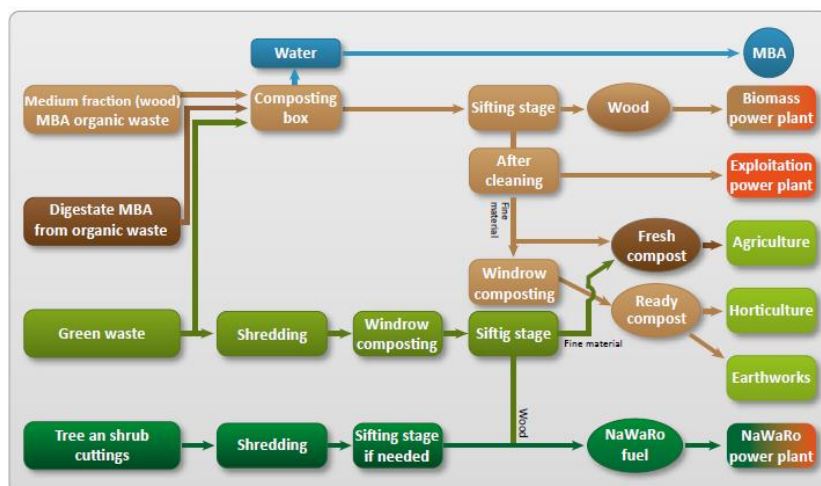 Water
MBA
Medium fraction (wood)
MBA organic waste
Composting
box
Sifting stage
Wood
Biomass
power plant
After
cleaning
Exploitation
power plant
Digestate MBA
from organic waste
Fine
material
Fresh
compost
Agriculture
Windrow
composting
Ready
compost
Horticulture
Green waste
Shredding
Windrow
composting
Siftig stage
Fine material
Earthworks
Wood
Tree an shrub
cuttings
Shredding
Sifting stage
if needed
NaWaRo
fuel
NaWaRo
power plant